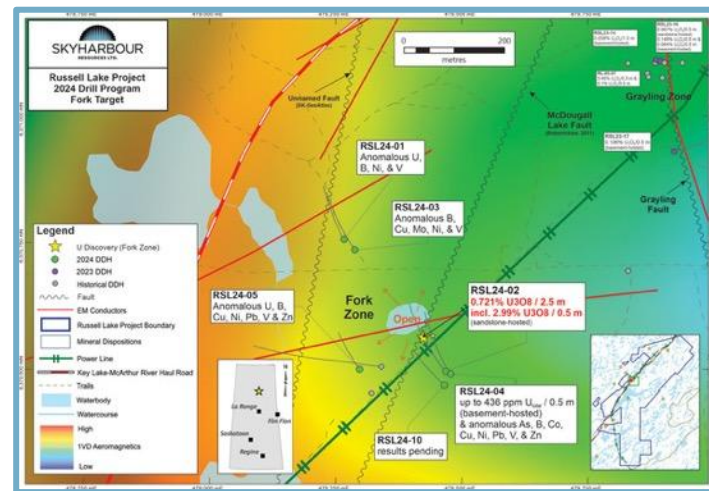 SKYHARBOUR
RESOURCES LTD.
Russell Lake Project
2024 Drill Program
Fork Target
0
200
metres
Unnamed Fault
McDougall
Lake Fault
Grayling Zone
RSL23-17
Grayling
Fault
RSL24-01
Anomalous U,
B, Ni, & V
RSL24-03
Anomalous B,
Cu, Mo, Ni, & V
RSL24-05
Anomalous U, B,
Cu, Ni, Pb, V & Zn
Fork
Zone
Open
RSL24-02
0.721% U3O8 / 2.5 m
incl. 2.99% U3O8 / 0.5 m
(sandstone-hosted)
RSL24-04
up to 436 ppm / 0.5 m
(basement-hosted)
& anomalous As, B, Co,
Cu, Ni, Pb, V, & Zn
RSL24-10
results pending
Legend
U Discovery (Fork Zone)
2024 DDH
2023 DDH
Historical DDH
Fault
EM Conductors
Russell Lake Project Boundary
Mineral Dispositions
Power Line
Key Lake-McArthur River Haul Road
Trails
Waterbody
Watercourse
High
1VD Aeromagnetics
Low
La Ronge
Flin Flon
Saskatoon
Regina